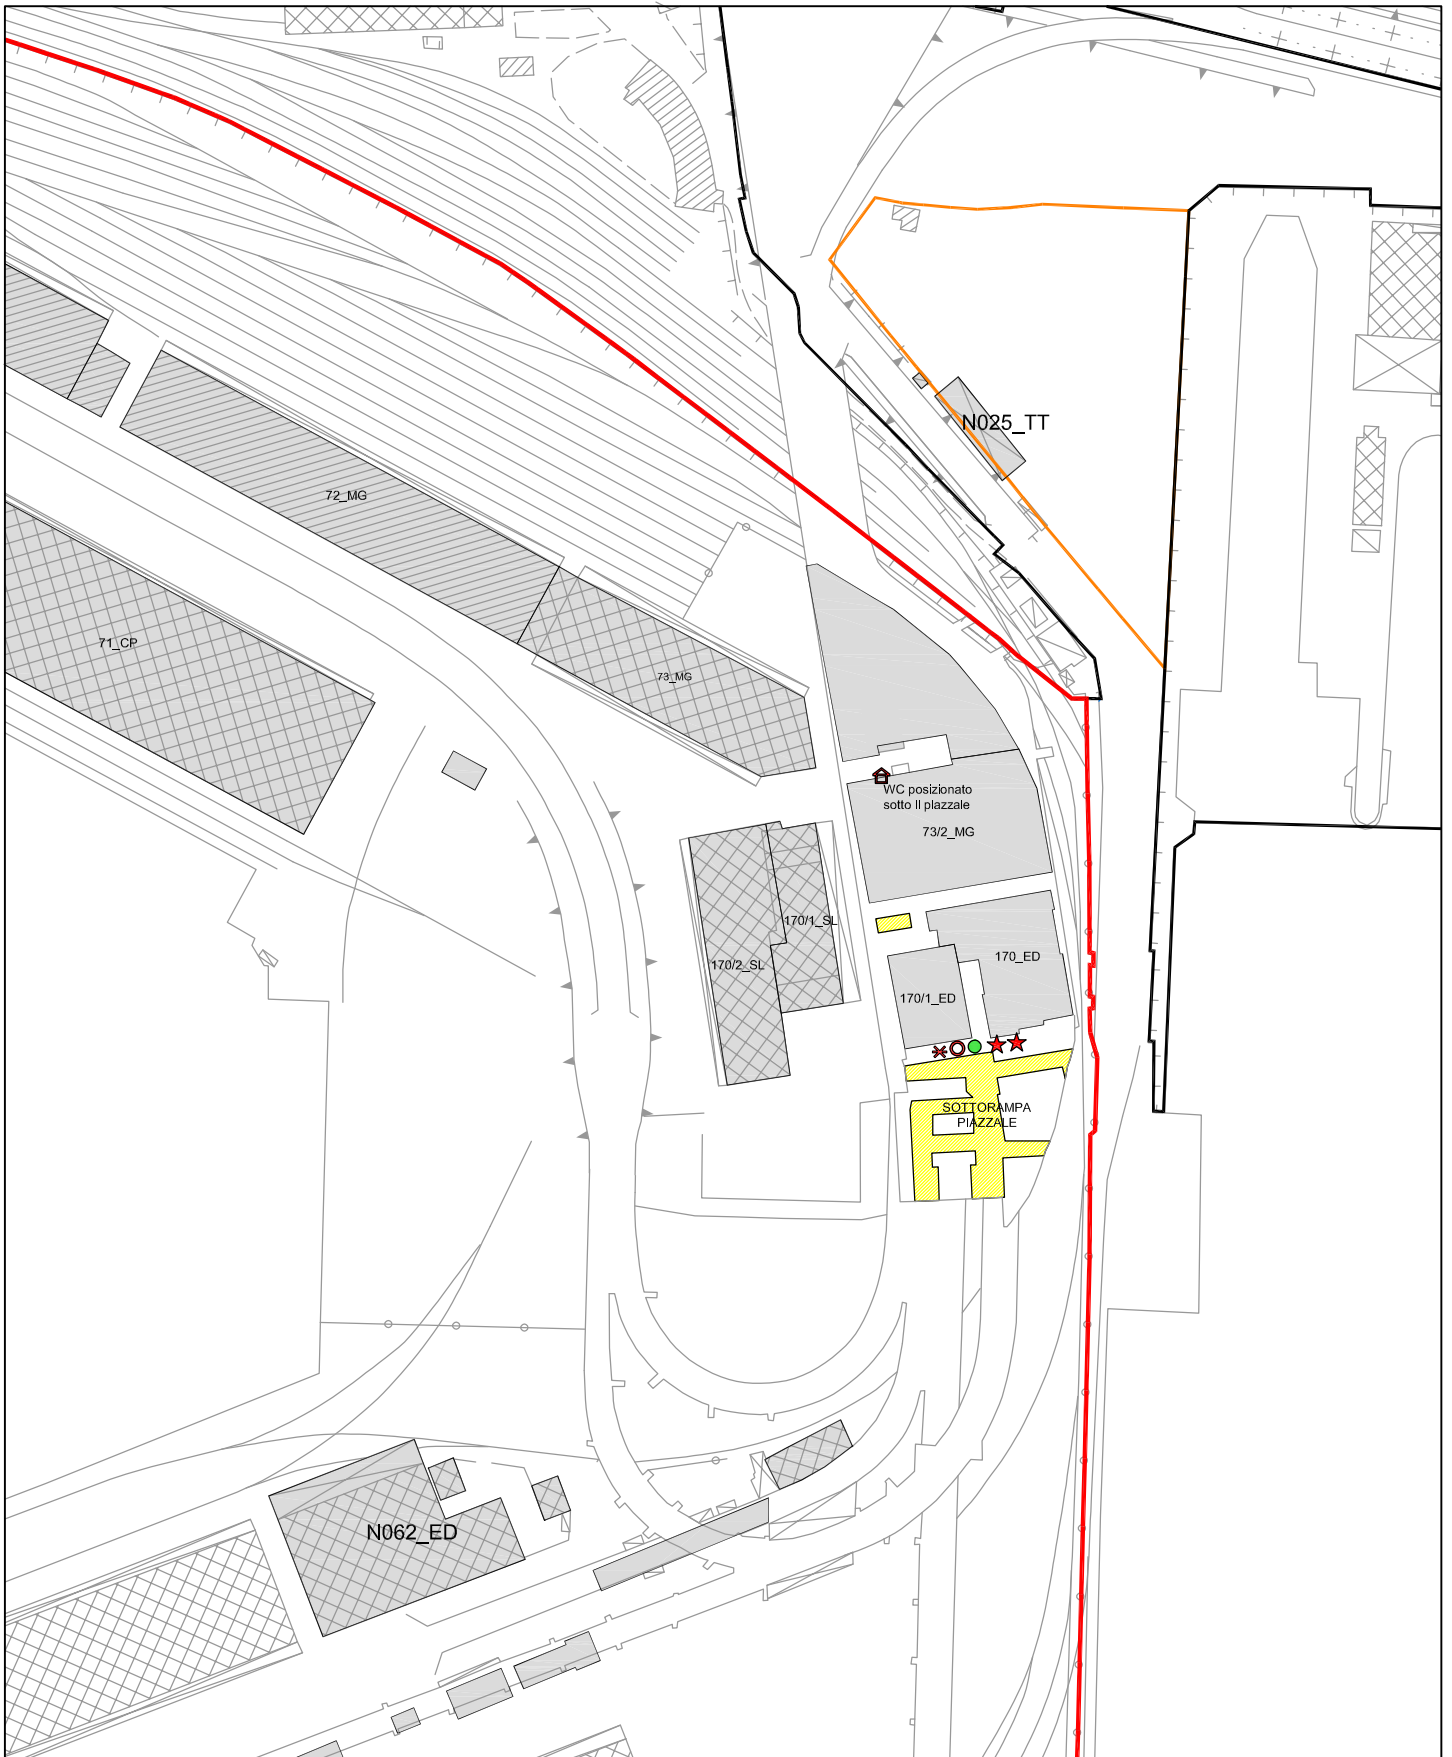 N025_TT
72_MG
71_CP
73_MG
WC posizionato
sotto Il piazzale
73/2_MG
170/1_SL
170/2_SL
170_ED
170/1_ED
SOTTORAMPA
PIAZZALE
N062_ED